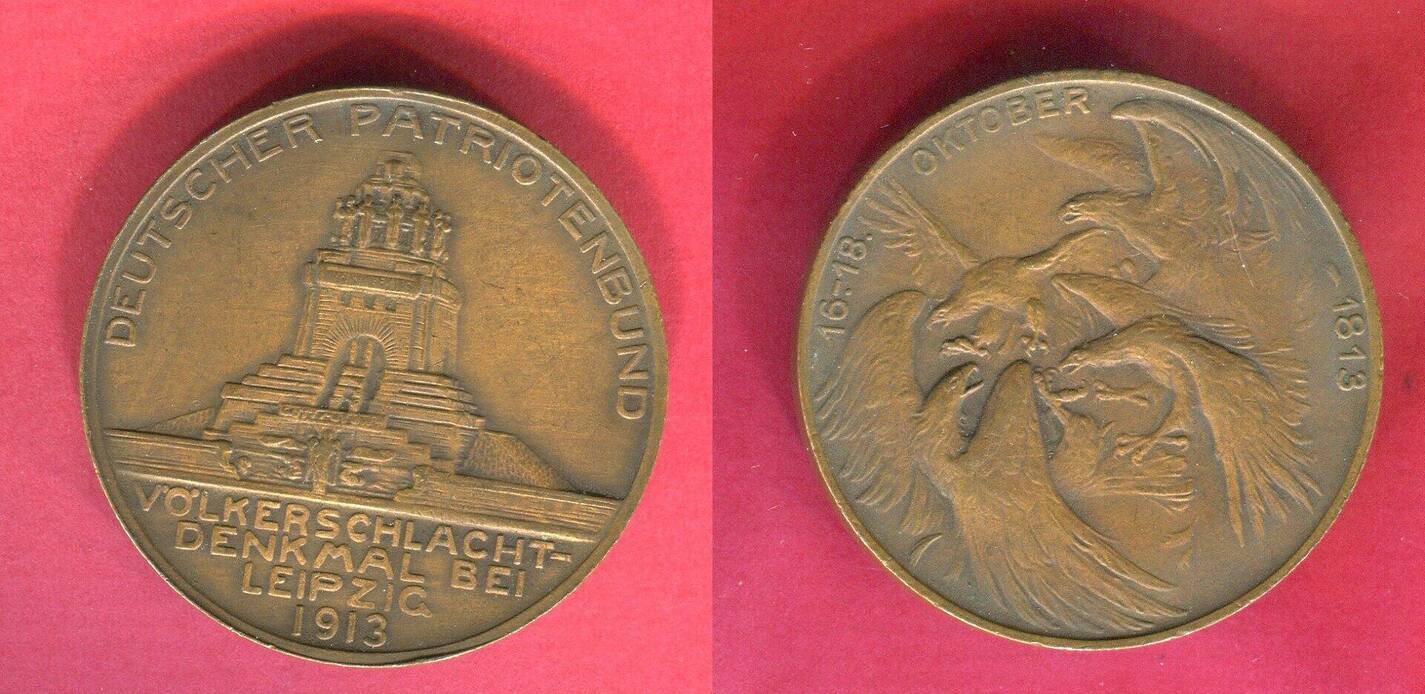 DEUTSCHER PATRIOTENBUND
VÖLKERSCHLACHT-
DENKMAL BEI
LEIPZIG
1913
16.-18. OKTOBER - 1813